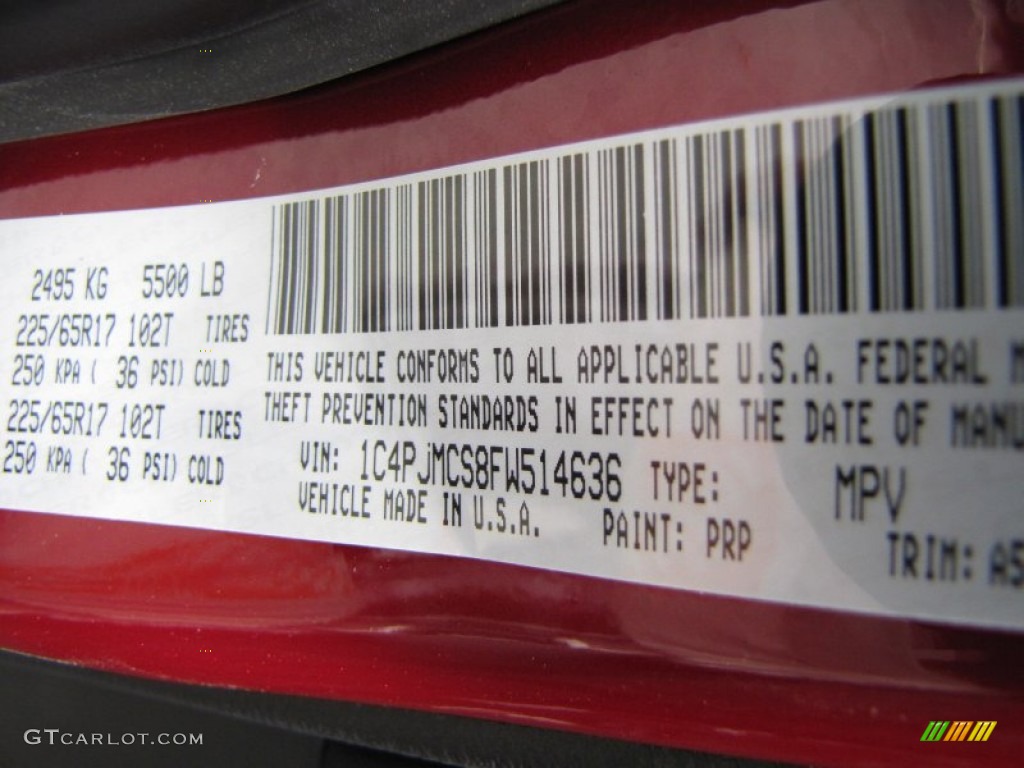 2495 KG 5500 LB
225/65R17 102T TIRES
250 KPA ( 36 PSI) COLD
225/65R17 102T TIRES
250 KPA ( 36 PSI) COLD
THIS VEHICLE CONFORMS TO ALL APPLICABLE U.S.A. FEDERAL M
THEFT PREVENTION STANDARDS IN EFFECT ON THE DATE OF MANU
VIN: 1C4PJMCS8FW514636 TYPE: MPV
VEHICLE MADE IN U.S.A. PAINT: PRP
TRIM: A5
GTCARLOT.COM